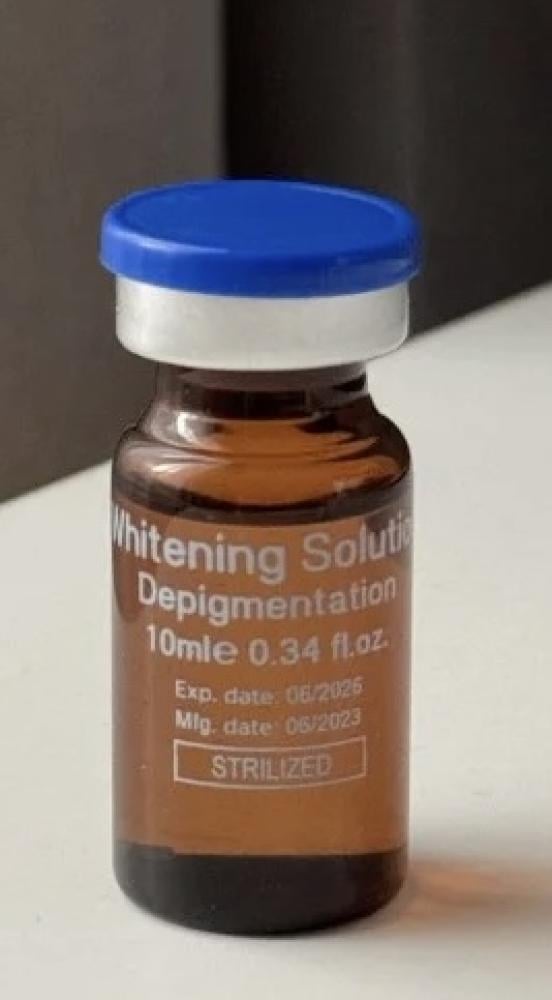 Whitening Solutio
Depigmentation
10mle 0.34 fl.oz.
Exp. date: 06/2026
Mfg. date: 06/2023
STRILIZED